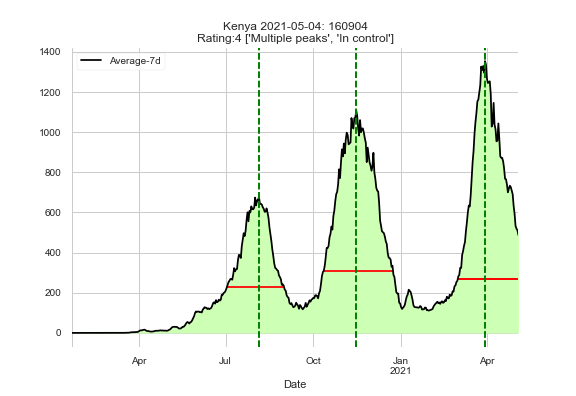 Kenya 2021-05-04: 160904
Rating:4 ['Multiple peaks', 'In control']
1400
Average-7d
1200
1000
800
600
400
200
0
Apr
Jul
Oct
Jan
2021
Apr
Date